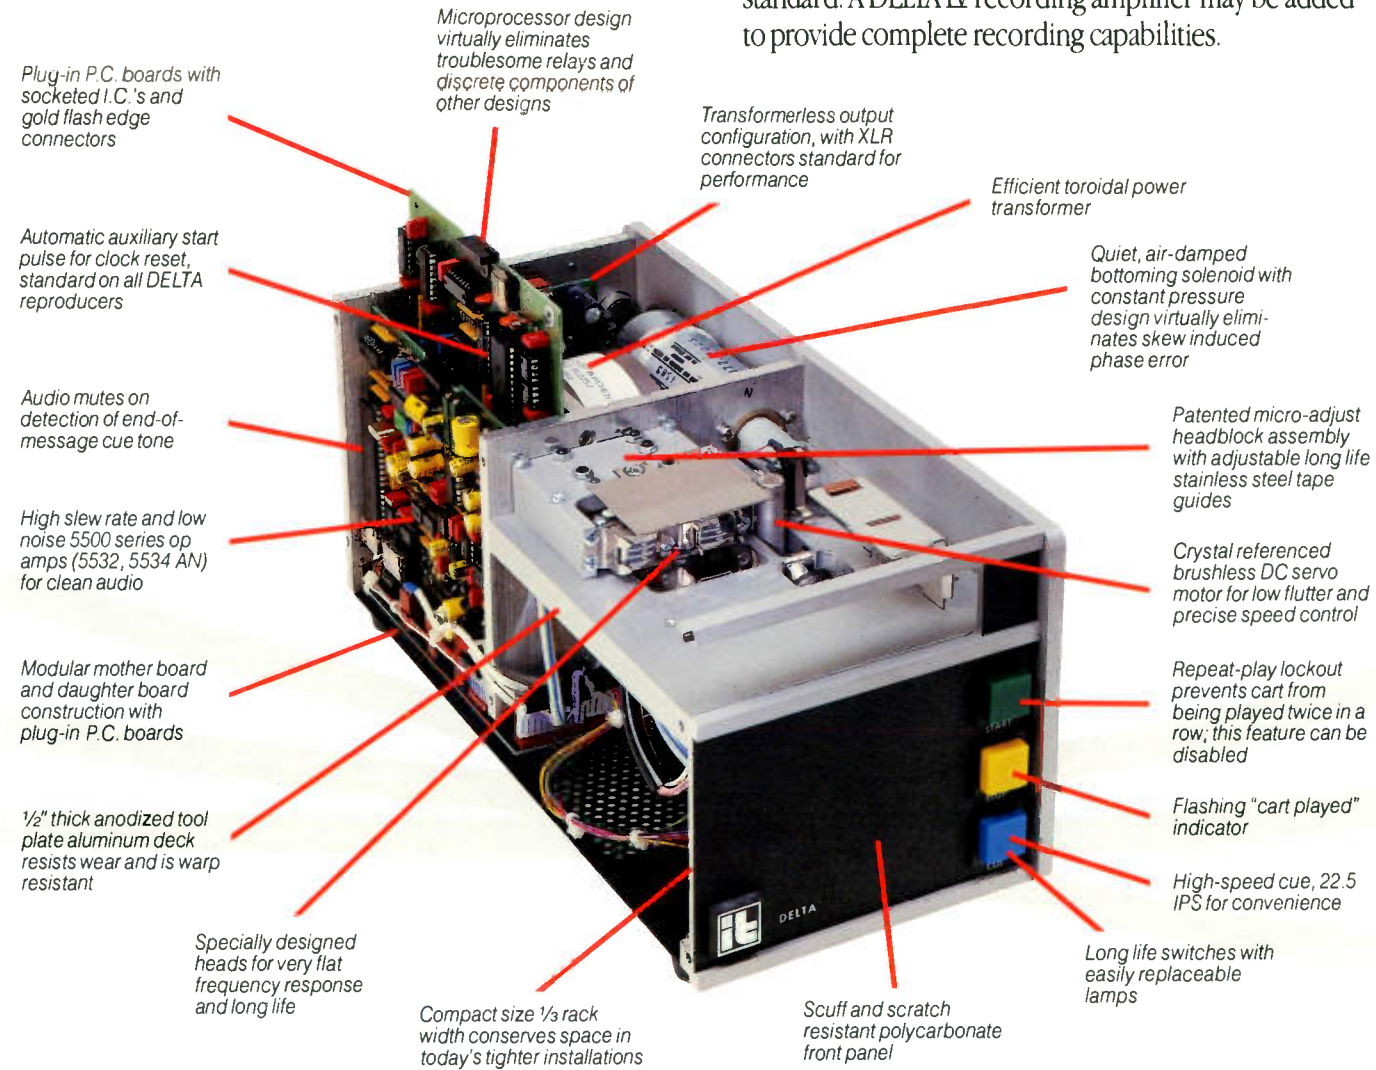 standard. A DELTA IV recording amplifier may be added
to provide complete recording capabilities.
Microprocessor design
virtually eliminates
troublesome relays and
discrete components of
other designs
Plug-in P.C. boards with
socketed I.C.'s and
gold flash edge
connectors
Transformerless output
configuration, with XLR
connectors standard for
performance
Efficient toroidal power
transformer
Automatic auxiliary start
pulse for clock reset,
standard on all DELTA
reproducers
Quiet, air-damped
bottoming solenoid with
constant pressure
design virtually elimi-
nates skew induced
phase error
Audio mutes on
detection of end-of-
message cue tone
Patented micro-adjust
headblock assembly
with adjustable long life
stainless steel tape
guides
High slew rate and low
noise 5500 series op
amps (5532, 5534 AN)
for clean audio
Crystal referenced
brushless DC servo
motor for low flutter and
precise speed control
Modular mother board
and daughter board
construction with
plug-in P.C. boards
Repeat-play lockout
prevents cart from
being played twice in a
row; this feature can be
disabled
½" thick anodized tool
plate aluminum deck
resists wear and is warp
resistant
Flashing "cart played"
indicator
High-speed cue, 22.5
IPS for convenience
Specially designed
heads for very flat
frequency response
and long life
Compact size ⅓ rack
width conserves space in
today's tighter installations
Scuff and scratch
resistant polycarbonate
front panel
Long life switches with
easily replaceable
lamps
START
it DELTA